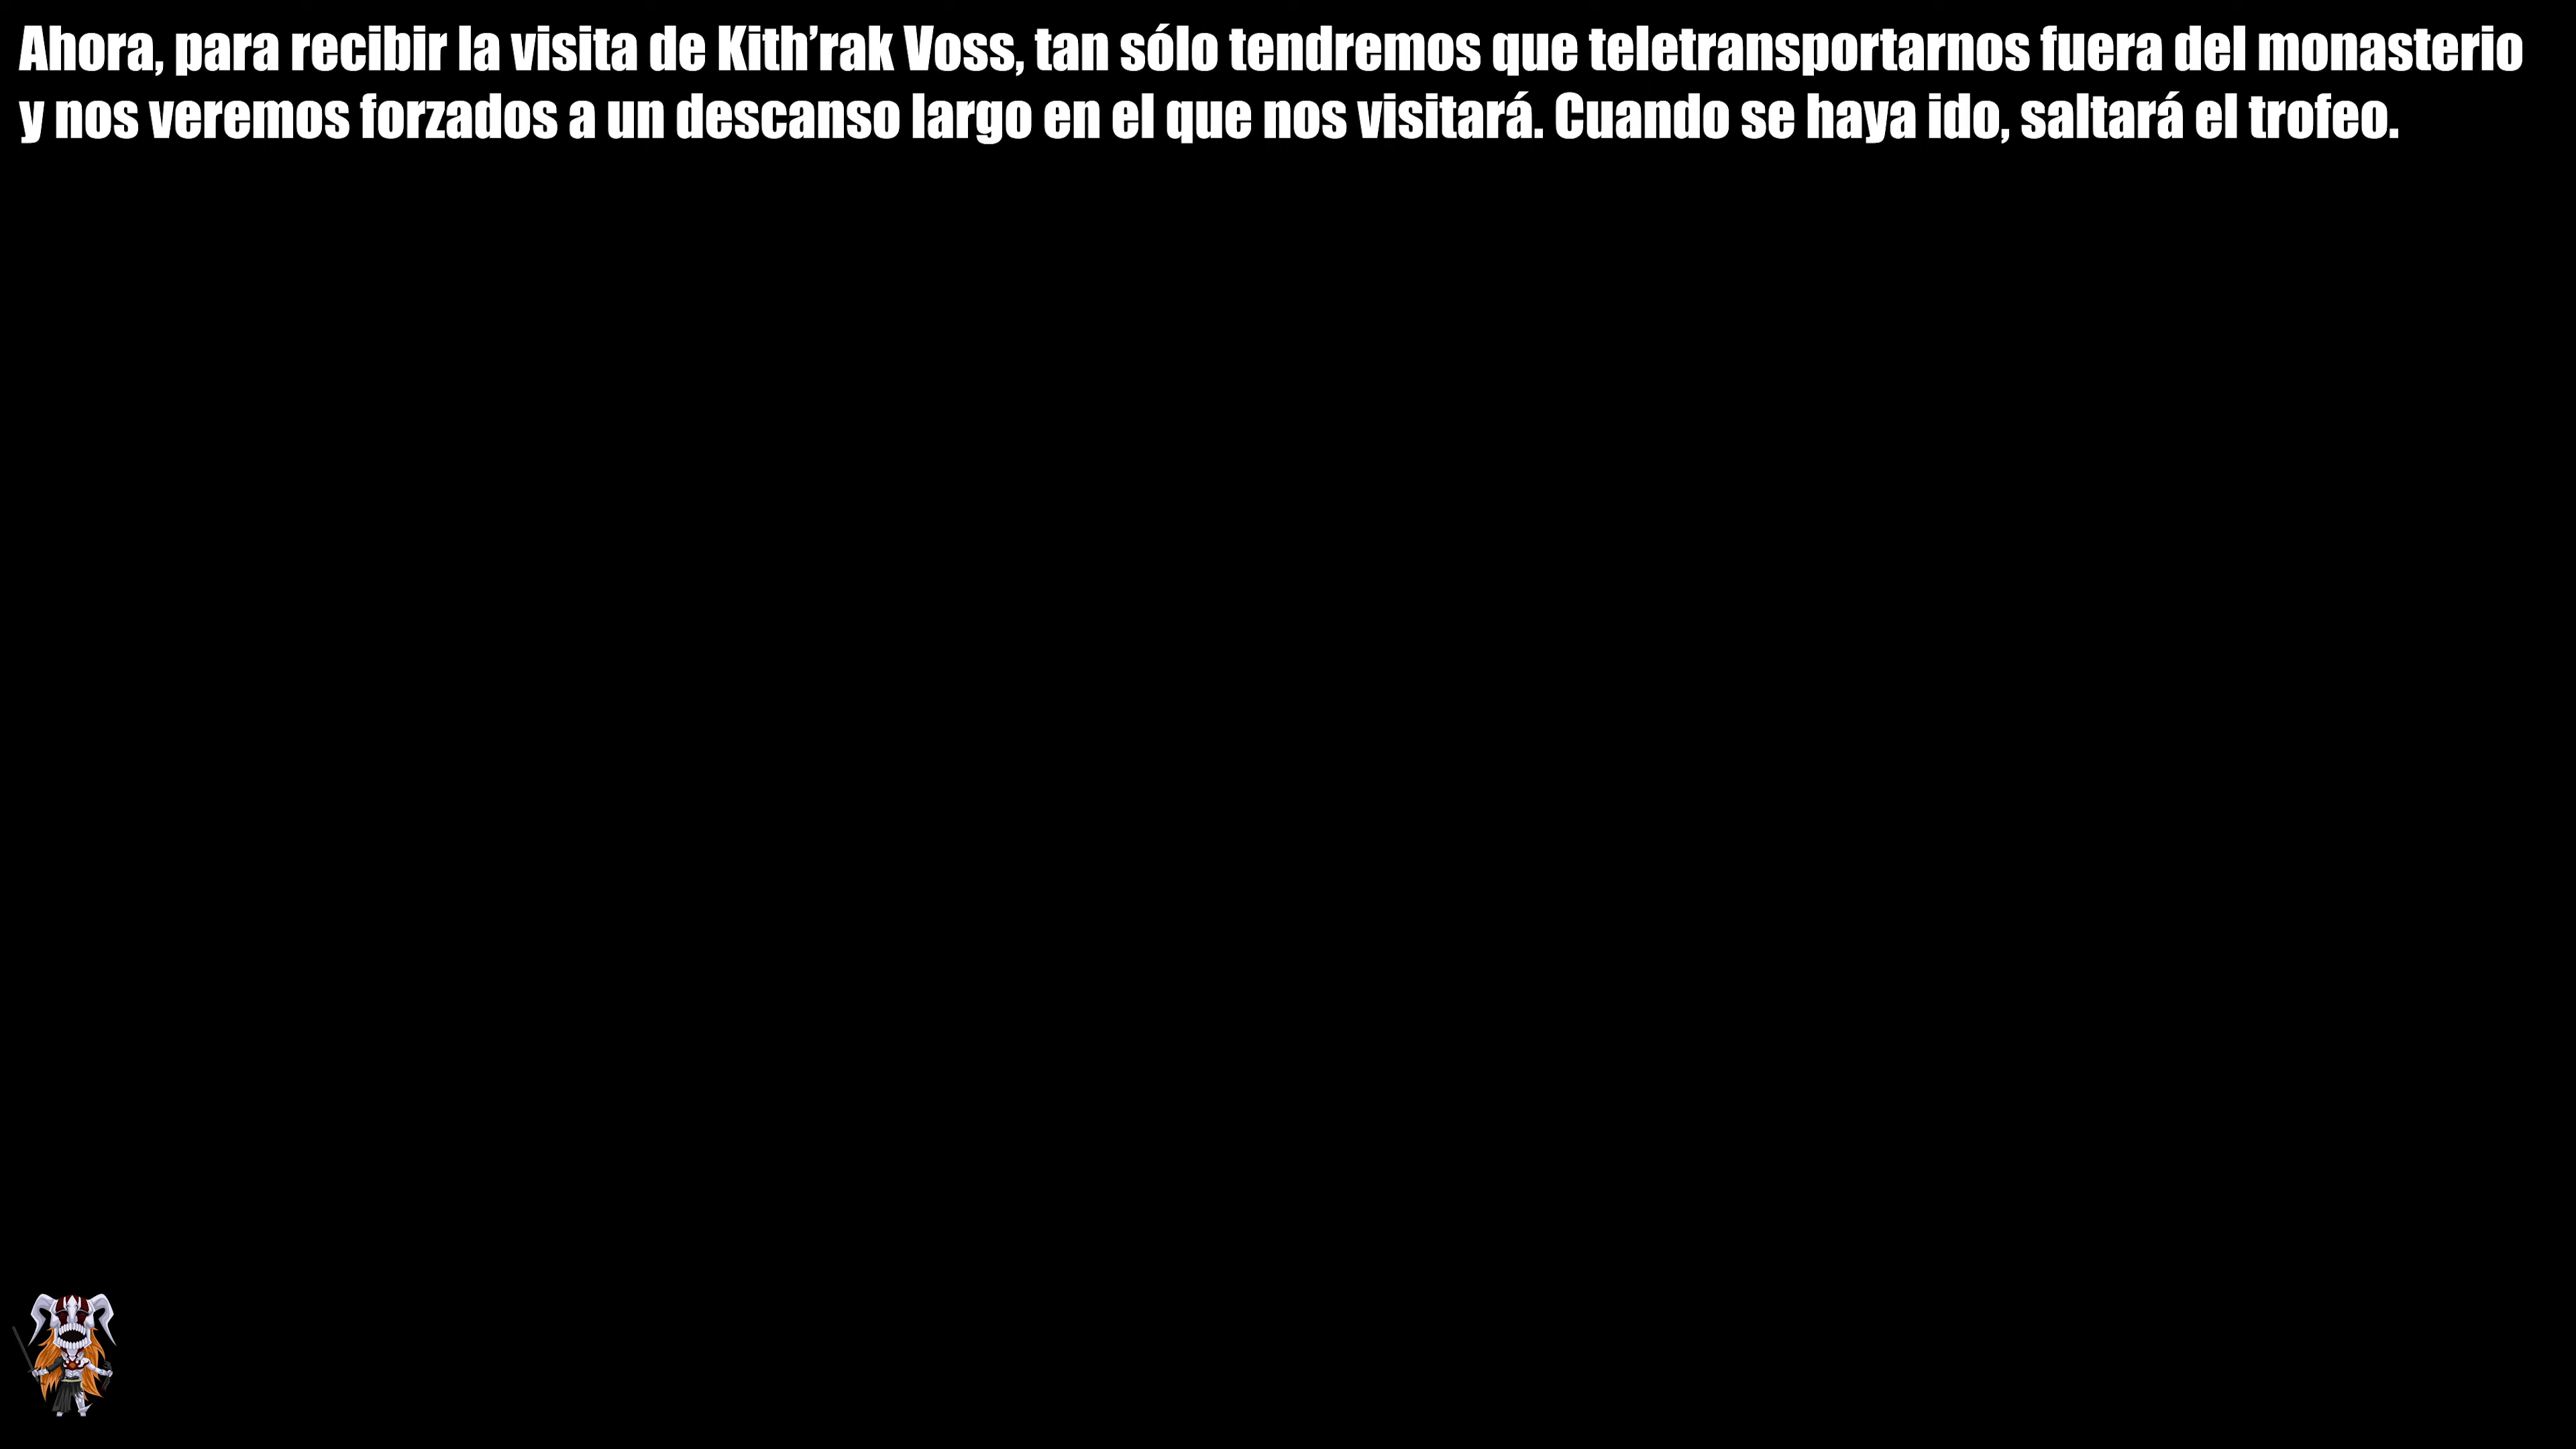 Ahora, para recibir la visita de Kith’rak Voss, tan sólo tendremos que teletransportarnos fuera del monasterio
y nos veremos forzados a un descanso largo en el que nos visitará. Cuando se haya ido, saltará el trofeo.